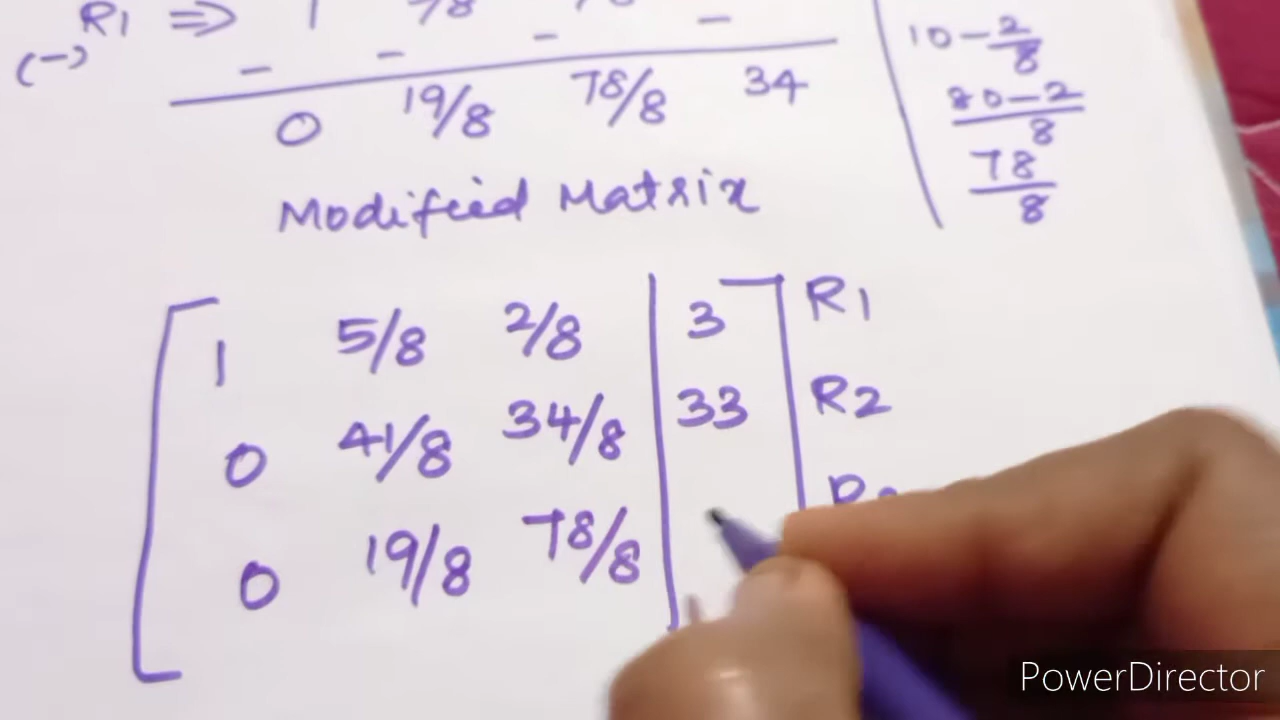 R1 ⇒ 1
(-) - - - -
0 19/8 78/8 34
10 - 2/8
80-2/8
78/8
Modified Matrix
1 5/8 2/8 3 R1
0 41/8 34/8 33 R2
0 19/8 78/8
PowerDirector